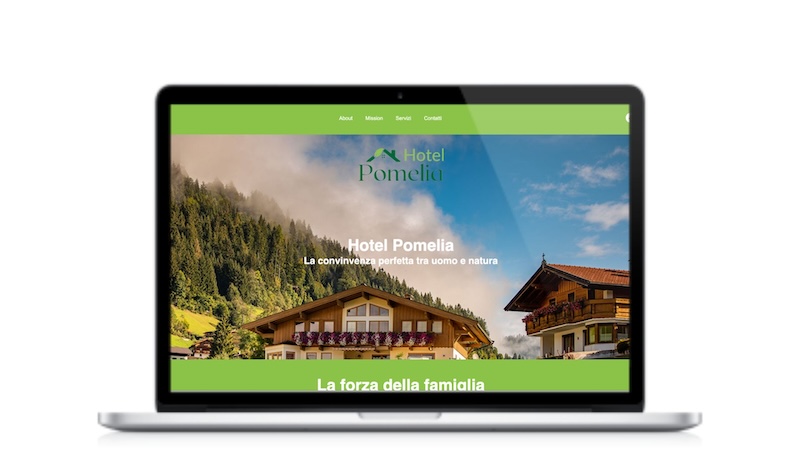 About Mission Servizi Contatti
Hotel
Pomelia
Hotel Pomelia
La convinvenza perfetta tra uomo e natura
La forza della famiglia